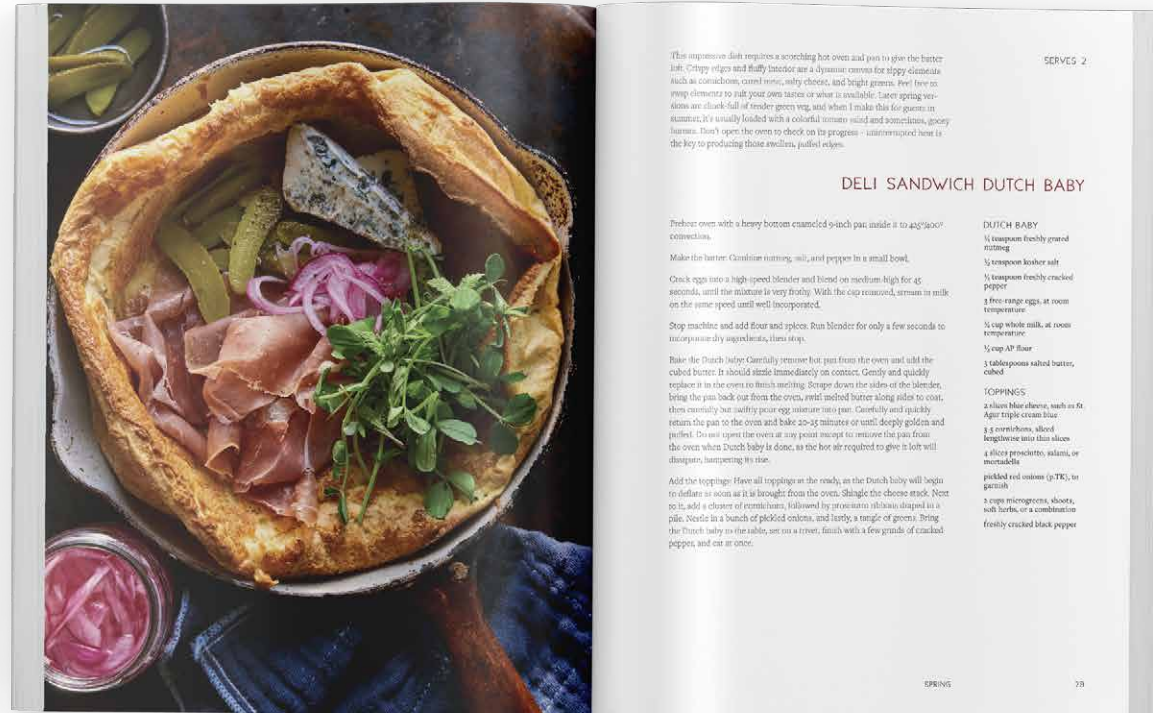 This impressive dish requires a scorching hot oven and pan to give the batter
loft. Crispy edges and fluffy interior are a dynamic canvas for zippy elements
such as cornichons, cured meat, salty cheese, and bright greens. Feel free to
swap elements to suit your own tastes or what is available. Later spring ver-
sions are chock-full of tender green veg, and when I make this for guests in
summer, it's usually loaded with a colorful tomato salad and sometimes, gooey
burrata. Don't open the oven to check on its progest – uninterrupted heat is
the key to producing those swollen, puffed edges.
SERVES 2
DELI SANDWICH DUTCH BABY
Preheat oven with a heavy bottom enameled 9-inch pan inside it to 425°/400°
convection.
Make the batter: Combine nutmeg, salt, and pepper in a small bowl.
Crack eggs into a high-speed blender and blend on medium-high for 45
seconds, until the mixture is very frothy. With the cap removed, stream in milk
on the same speed until well incorporated.
Stop machine and add flour and spices. Run blender for only a few seconds to
incorporate dry ingredients, then stop.
Bake the Dutch baby: Carefully remove hot pan from the oven and add the
cubed butter. It should sizzle immediately on contact. Gently and quickly
replace it in the oven to finish melting. Scrape down the sides of the blender,
bring the pan back out from the oven, swirl melted butter along sides to coat,
then carefully but swiftly pour egg mixture into pan. Carefully and quickly
return the pan to the oven and bake 20-25 minutes or until deeply golden and
puffed. Do not open the oven at any point except to remove the pan from
the oven when Dutch baby is done, as the hot air required to give it loft will
dissipate, hampering its rise.
Add the toppings: Have all toppings at the ready, as the Dutch baby will begin
to deflate as soon as it is brought from the oven. Shingle the cheese stack. Next
to it, add a cluster of cornichons, followed by prosciutto ribbons draped in a
pile. Nestle in a bunch of pickled onions, and lastly, a tangle of greens. Bring
the Dutch baby to the table, set on a trivet, finish with a few grinds of cracked
pepper, and eat at once.
DUTCH BABY
teaspoon freshly grated
nutmeg
teaspoon kosher salt
teaspoon freshly cracked
pepper
3 free-range eggs, at room
temperature
cup whole milk, at room
temperature
cup AP flour
3 tablespoons salted butter,
cubed
TOPPINGS
2 slices blue cheese, such as St.
Agur triple cream blue
3-5 cornichons, sliced
lengthwise into thin slices
4 slices prosciutto, salami, or
mortadella
pickled red onions (p.TK), to
garnish
2 cups microgreens, shoots,
soft herbs, or a combination
freshly cracked black pepper
SPRING